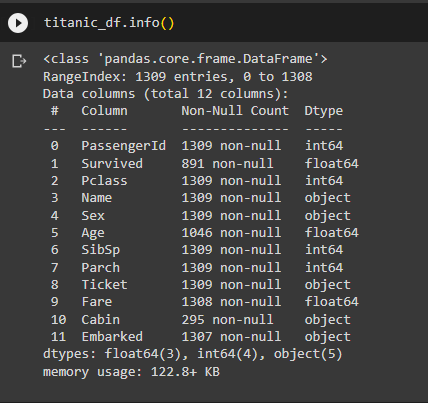 titanic_df.info()
<class 'pandas.core.frame.DataFrame'>
RangeIndex: 1309 entries, 0 to 1308
Data columns (total 12 columns):
 #   Column       Non-Null Count  Dtype
---  ------       --------------  -----
 0   PassengerId  1309 non-null   int64
 1   Survived     891 non-null    float64
 2   Pclass       1309 non-null   int64
 3   Name         1309 non-null   object
 4   Sex          1309 non-null   object
 5   Age          1046 non-null   float64
 6   SibSp        1309 non-null   int64
 7   Parch        1309 non-null   int64
 8   Ticket       1309 non-null   object
 9   Fare         1308 non-null   float64
 10  Cabin        295 non-null    object
 11  Embarked     1307 non-null   object
dtypes: float64(3), int64(4), object(5)
memory usage: 122.8+ KB